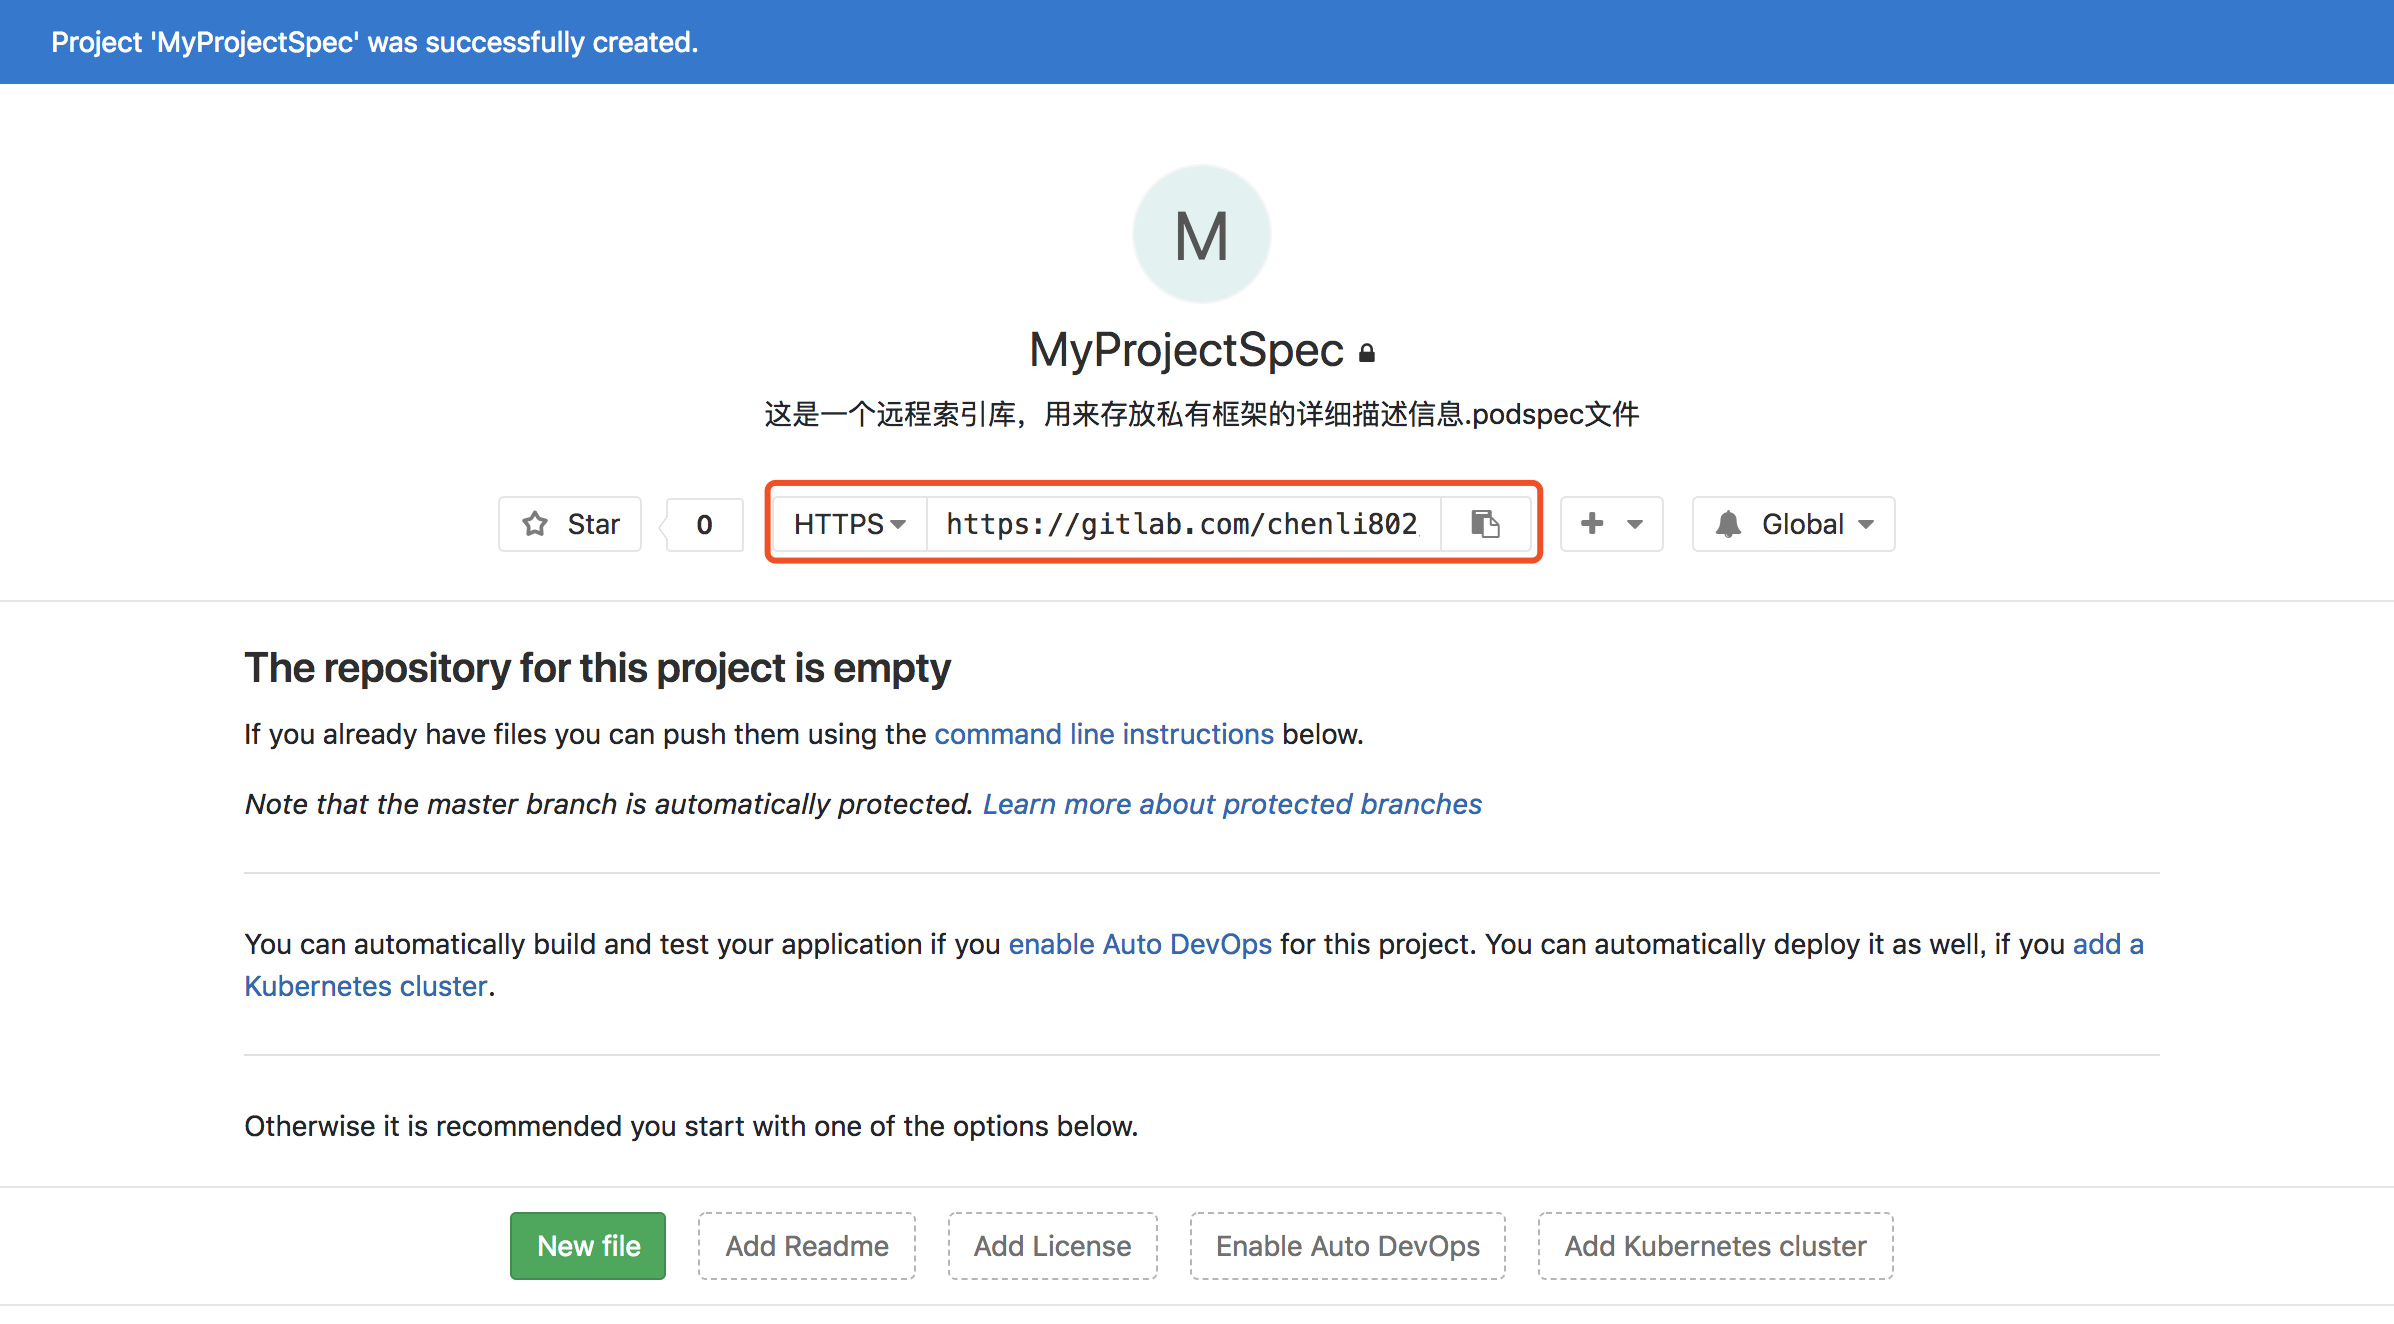 Project 'MyProjectSpec' was successfully created.
M
MyProjectSpec
这是一个远程索引库，用来存放私有框架的详细描述信息.podspec文件
Star 0 HTTPS https://gitlab.com/chenli802 Global
The repository for this project is empty
If you already have files you can push them using the command line instructions below.
Note that the master branch is automatically protected. Learn more about protected branches
You can automatically build and test your application if you enable Auto DevOps for this project. You can automatically deploy it as well, if you add a
Kubernetes cluster.
Otherwise it is recommended you start with one of the options below.
New file Add Readme Add License Enable Auto DevOps Add Kubernetes cluster